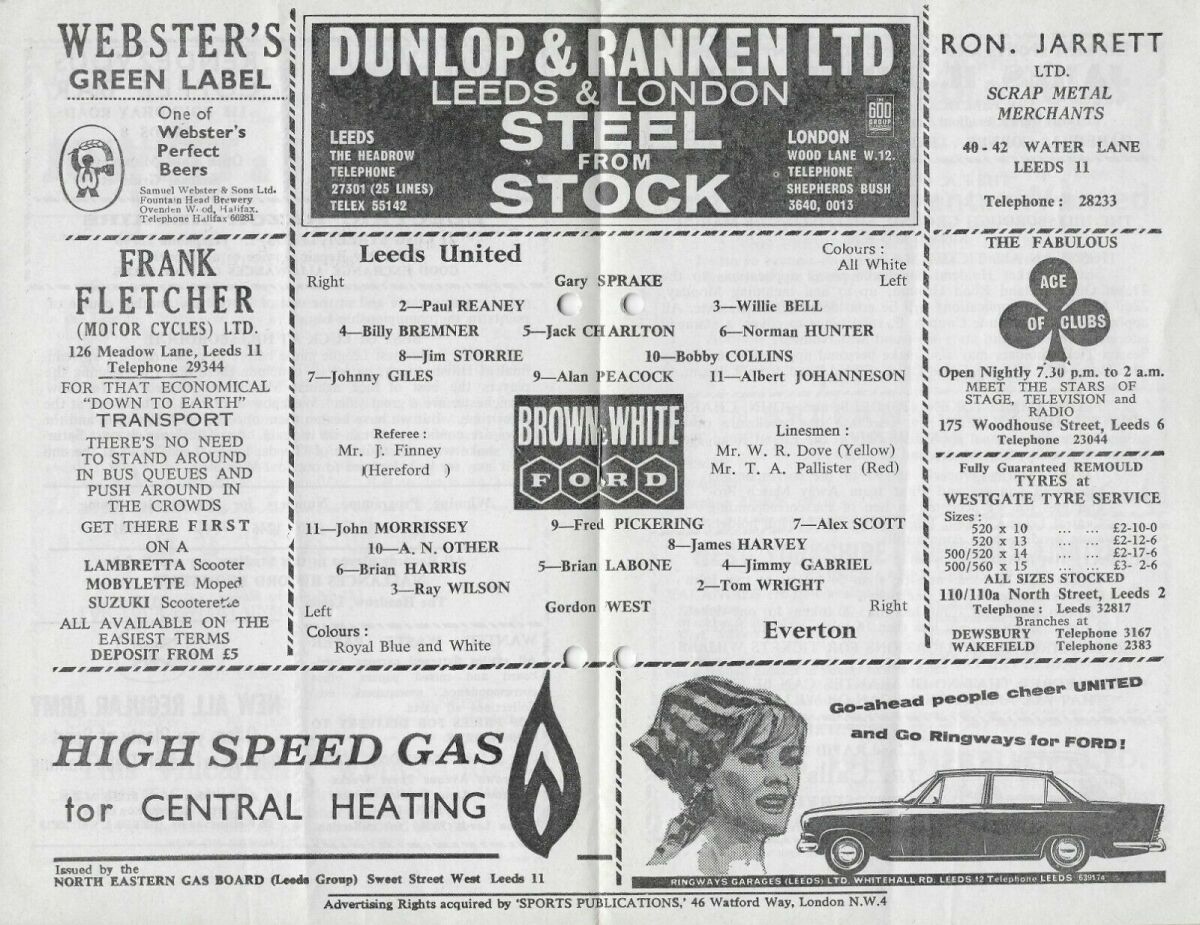 WEBSTER'S
GREEN LABEL
One of
Webster's
Perfect
Beers
Samuel Webster & Sons Ltd.
Fountain Head Brewery
Ovenden Wood, Halifax.
Telephone Halifax 60281
DUNLOP & RANKEN LTD
LEEDS & LONDON
STEEL
FROM
STOCK
LEEDS
THE HEADROW
TELEPHONE
27301 (25 LINES)
TELEX 55142
THE
600
GROUP
LONDON
WOOD LANE W.12.
TELEPHONE
SHEPHERDS BUSH
3640, 0013
RON. JARRETT
LTD.
SCRAP METAL
MERCHANTS
40-42 WATER LANE
LEEDS 11
Telephone : 28233
FRANK
FLETCHER
(MOTOR CYCLES) LTD.
126 Meadow Lane, Leeds 11
Telephone 29344
FOR THAT ECONOMICAL
"DOWN TO EARTH"
TRANSPORT
THERE'S NO NEED
TO STAND AROUND
IN BUS QUEUES AND
PUSH AROUND IN
THE CROWDS
GET THERE FIRST
ON A
LAMBRETTA Scooter
MOBYLETTE Moped
SUZUKI Scooterette
ALL AVAILABLE ON THE
EASIEST TERMS
DEPOSIT FROM £5
Leeds United
Colours :
All White
Right
Gary SPRAKE
Left
2—Paul REANEY
3—Willie BELL
4—Billy BREMNER
5—Jack CHARLTON
6—Norman HUNTER
8—Jim STORRIE
10—Bobby COLLINS
7—Johnny GILES
9—Alan PEACOCK
11—Albert JOHANNESON
BROWN & WHITE
FORD
Referee :
Mr. J. Finney
(Hereford )
Linesmen :
Mr. W. R. Dove (Yellow)
Mr. T. A. Pallister (Red)
11—John MORRISSEY
9—Fred PICKERING
7—Alex SCOTT
10—A. N. OTHER
8—James HARVEY
6—Brian HARRIS
5—Brian LABONE
4—Jimmy GABRIEL
3—Ray WILSON
2—Tom WRIGHT
Left
Gordon WEST
Right
Colours :
Royal Blue and White
Everton
THE FABULOUS
ACE
OF CLUBS
Open Nightly 7.30 p.m. to 2 a.m.
MEET THE STARS OF
STAGE, TELEVISION and
RADIO
175 Woodhouse Street, Leeds 6
Telephone 23044
Fully Guaranteed REMOULD
TYRES at
WESTGATE TYRE SERVICE
Sizes :
520 x 10 ... ... £2-10-0
520 x 13 ... ... £2-12-6
500/520 x 14 ... ... £2-17-6
500/560 x 15 ... ... £3- 2-6
ALL SIZES STOCKED
110/110a North Street, Leeds 2
Telephone : Leeds 32817
Branches at
DEWSBURY Telephone 3167
WAKEFIELD Telephone 2383
HIGH SPEED GAS
for CENTRAL HEATING
Issued by the
NORTH EASTERN GAS BOARD (Leeds Group) Sweet Street West Leeds 11
Go-ahead people cheer UNITED
and Go Ringways for FORD!
RINGWAYS GARAGES (LEEDS) LTD. WHITEHALL RD. LEEDS 12 Telephone LEEDS
Advertising Rights acquired by 'SPORTS PUBLICATIONS,' 46 Watford Way, London N.W.4